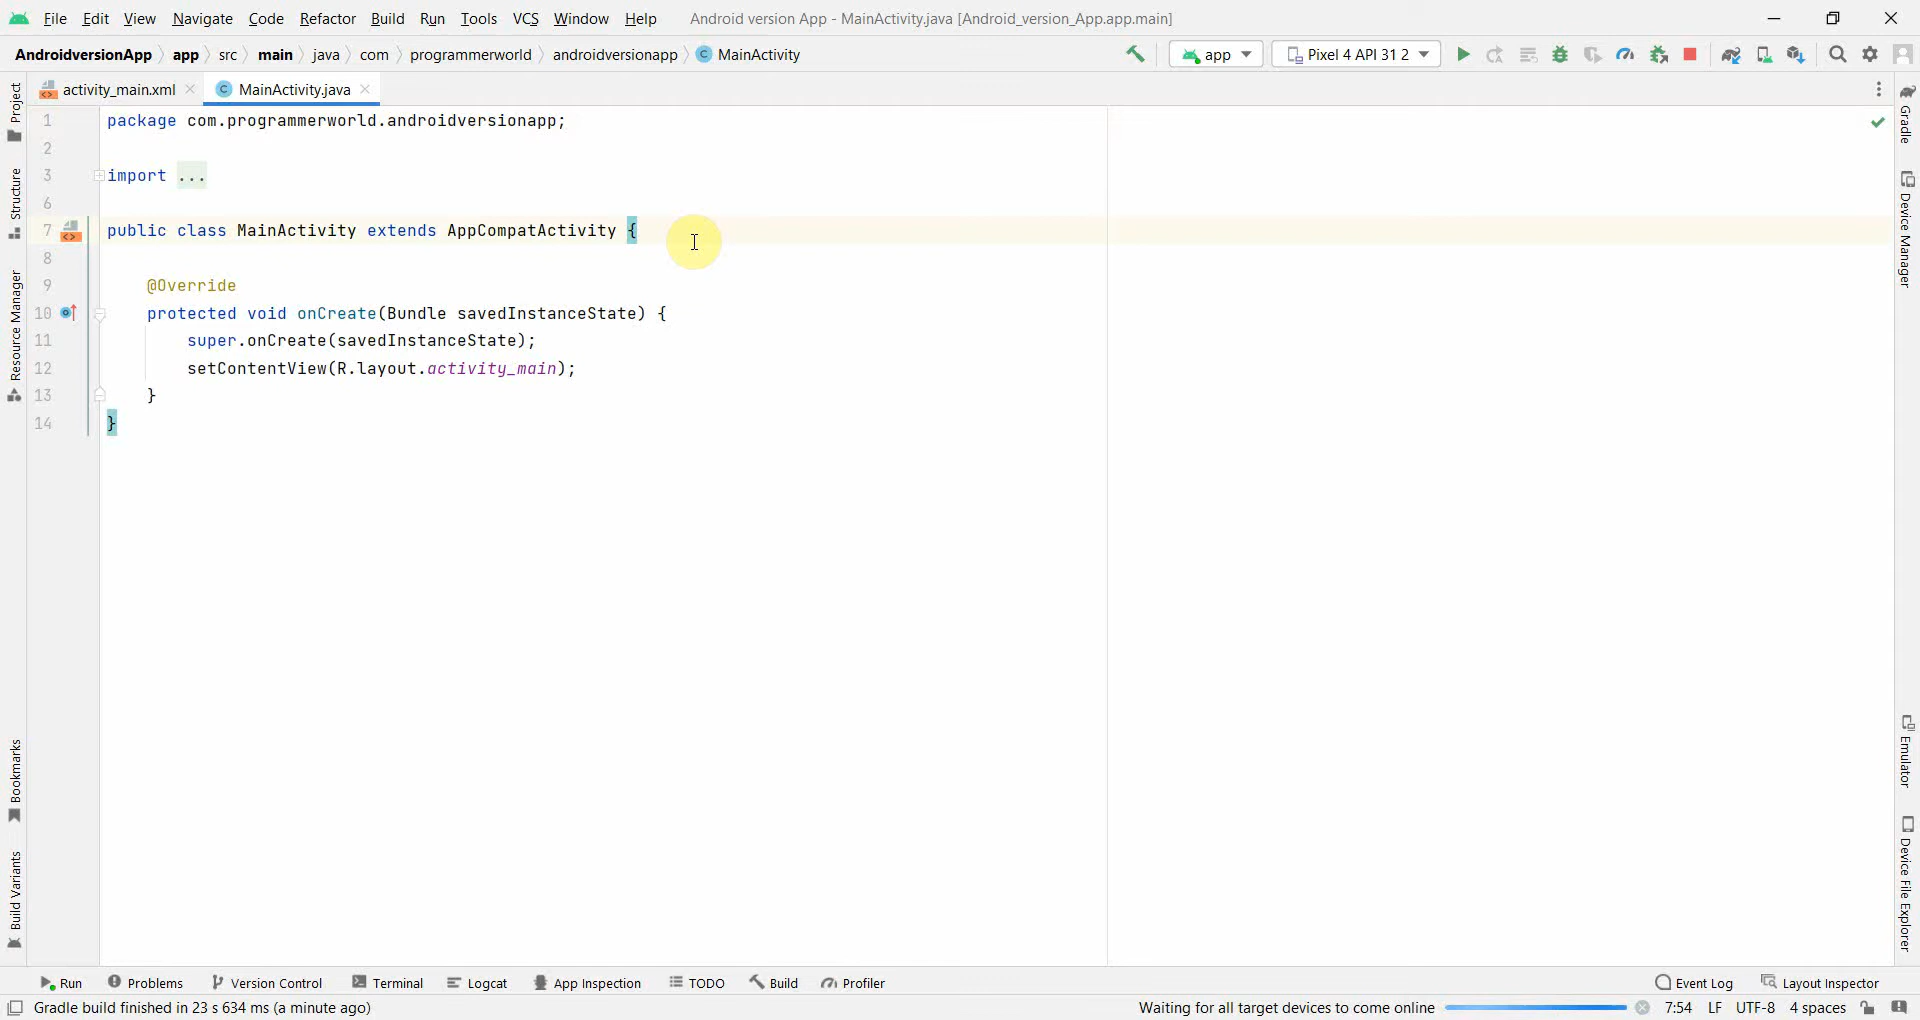 File Edit View Navigate Code Refactor Build Run Tools VCS Window Help Android version App - MainActivity.java [Android_version_App.app.main]
AndroidversionApp app src main java com programmerworld androidversionapp C MainActivity app Pixel 4 API 31 2
activity_main.xml C MainActivity.java
1 package com.programmerworld.androidversionapp;
2
3 import ...
6
7 public class MainActivity extends AppCompatActivity {
8
9 @Override
10 protected void onCreate(Bundle savedInstanceState) {
11 super.onCreate(savedInstanceState);
12 setContentView(R.layout.activity_main);
13 }
14 }
Project
Structure
Resource Manager
Bookmarks
Build Variants
Gradle
Device Manager
Emulator
Device File Explorer
Run Problems Version Control Terminal Logcat App Inspection TODO Build Profiler Event Log Layout Inspector
Gradle build finished in 23 s 634 ms (a minute ago) Waiting for all target devices to come online 7:54 LF UTF-8 4 spaces